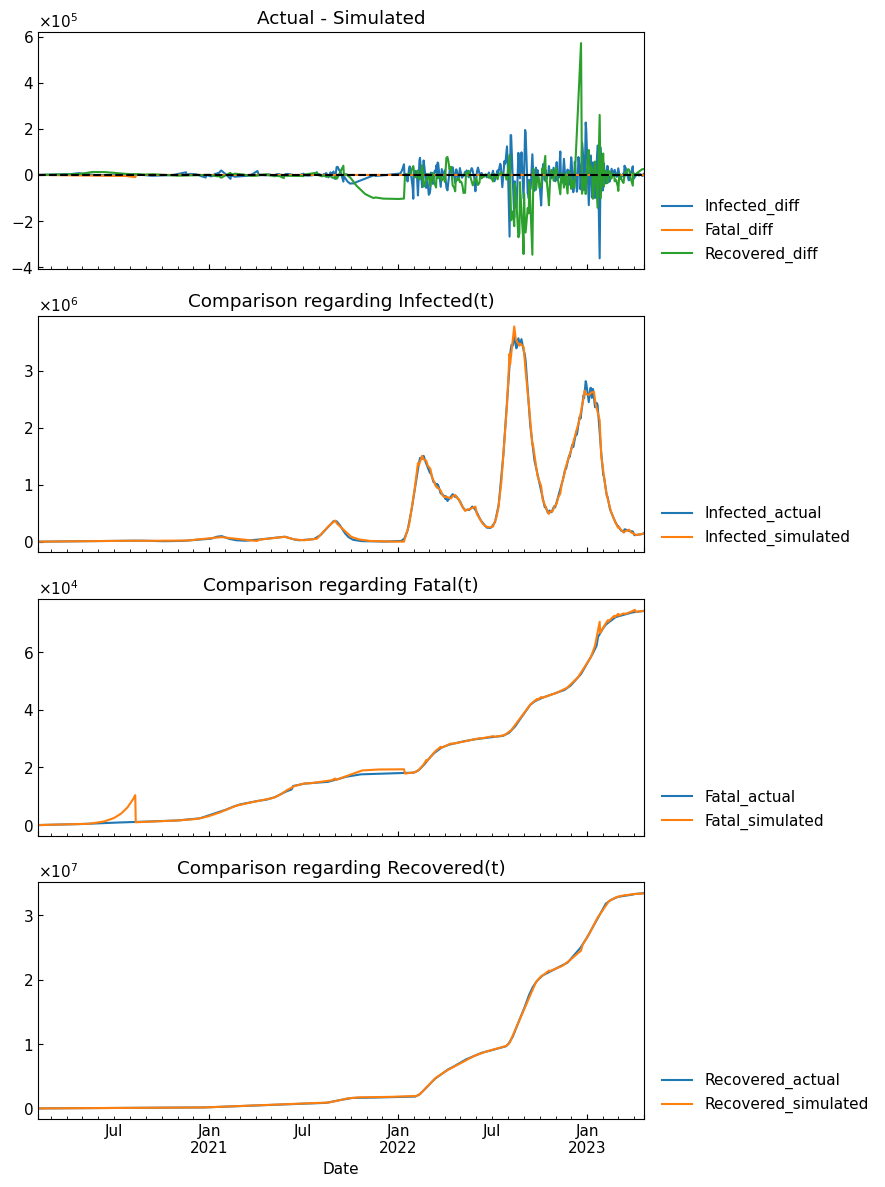 Actual - Simulated
×10⁵
6
4
2
0
−2
−4
Infected_diff
Fatal_diff
Recovered_diff
Comparison regarding Infected(t)
×10⁶
3
2
1
0
Infected_actual
Infected_simulated
Comparison regarding Fatal(t)
×10⁴
6
4
2
0
Fatal_actual
Fatal_simulated
Comparison regarding Recovered(t)
×10⁷
3
2
1
0
Recovered_actual
Recovered_simulated
Jul Jan Jul Jan Jul Jan
2021 2022 2023
Date